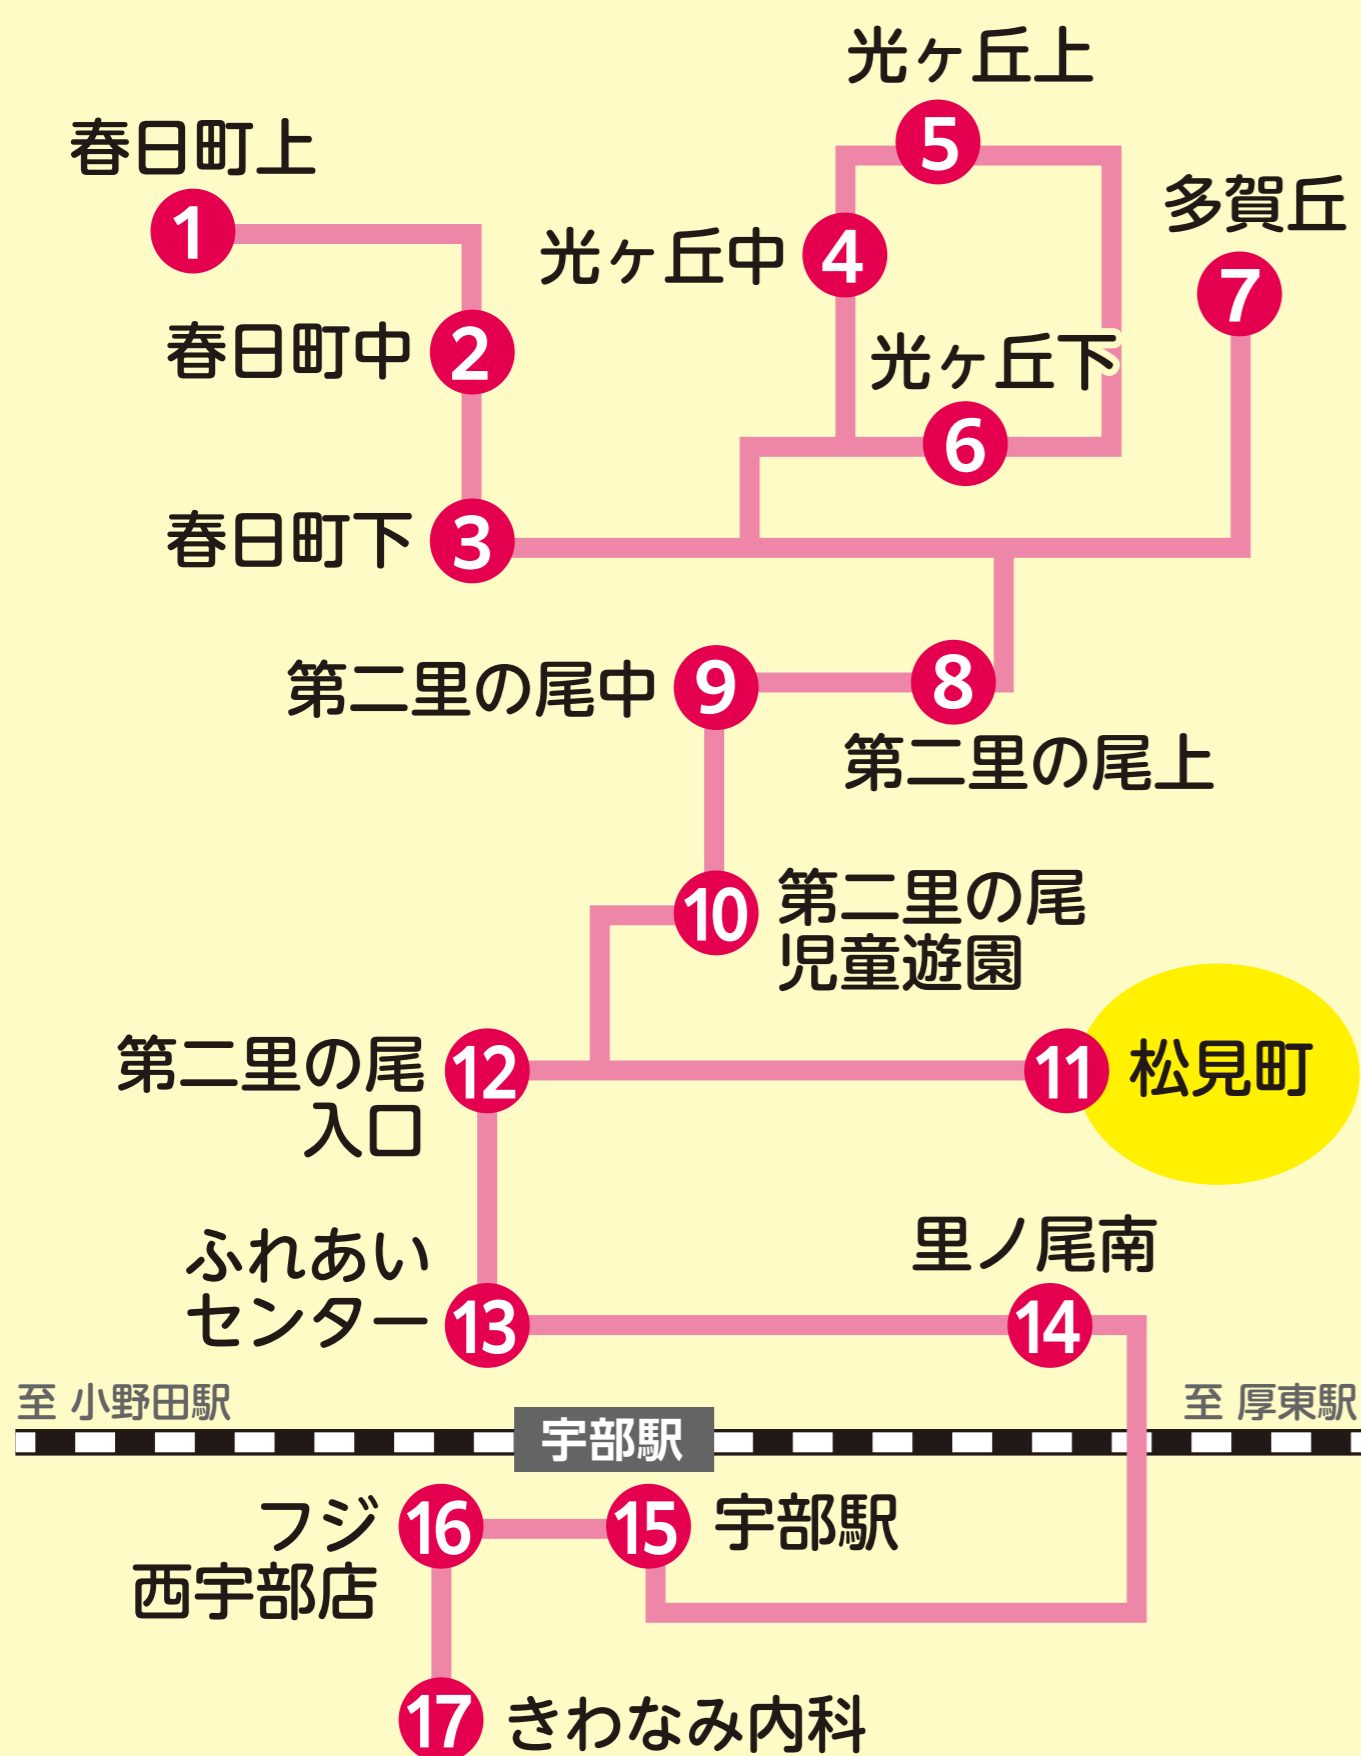 光ヶ丘上
5
春日町上
1
多賀丘
7
光ヶ丘中
4
春日町中
2
光ヶ丘下
6
春日町下
3
第二里の尾中
9
8
第二里の尾上
10
第二里の尾
児童遊園
第二里の尾
入口
12
11
松見町
ふれあい
センター
13
里ノ尾南
14
至 小野田駅
至 厚東駅
宇部駅
フジ
西宇部店
16
15
宇部駅
17
きわなみ内科